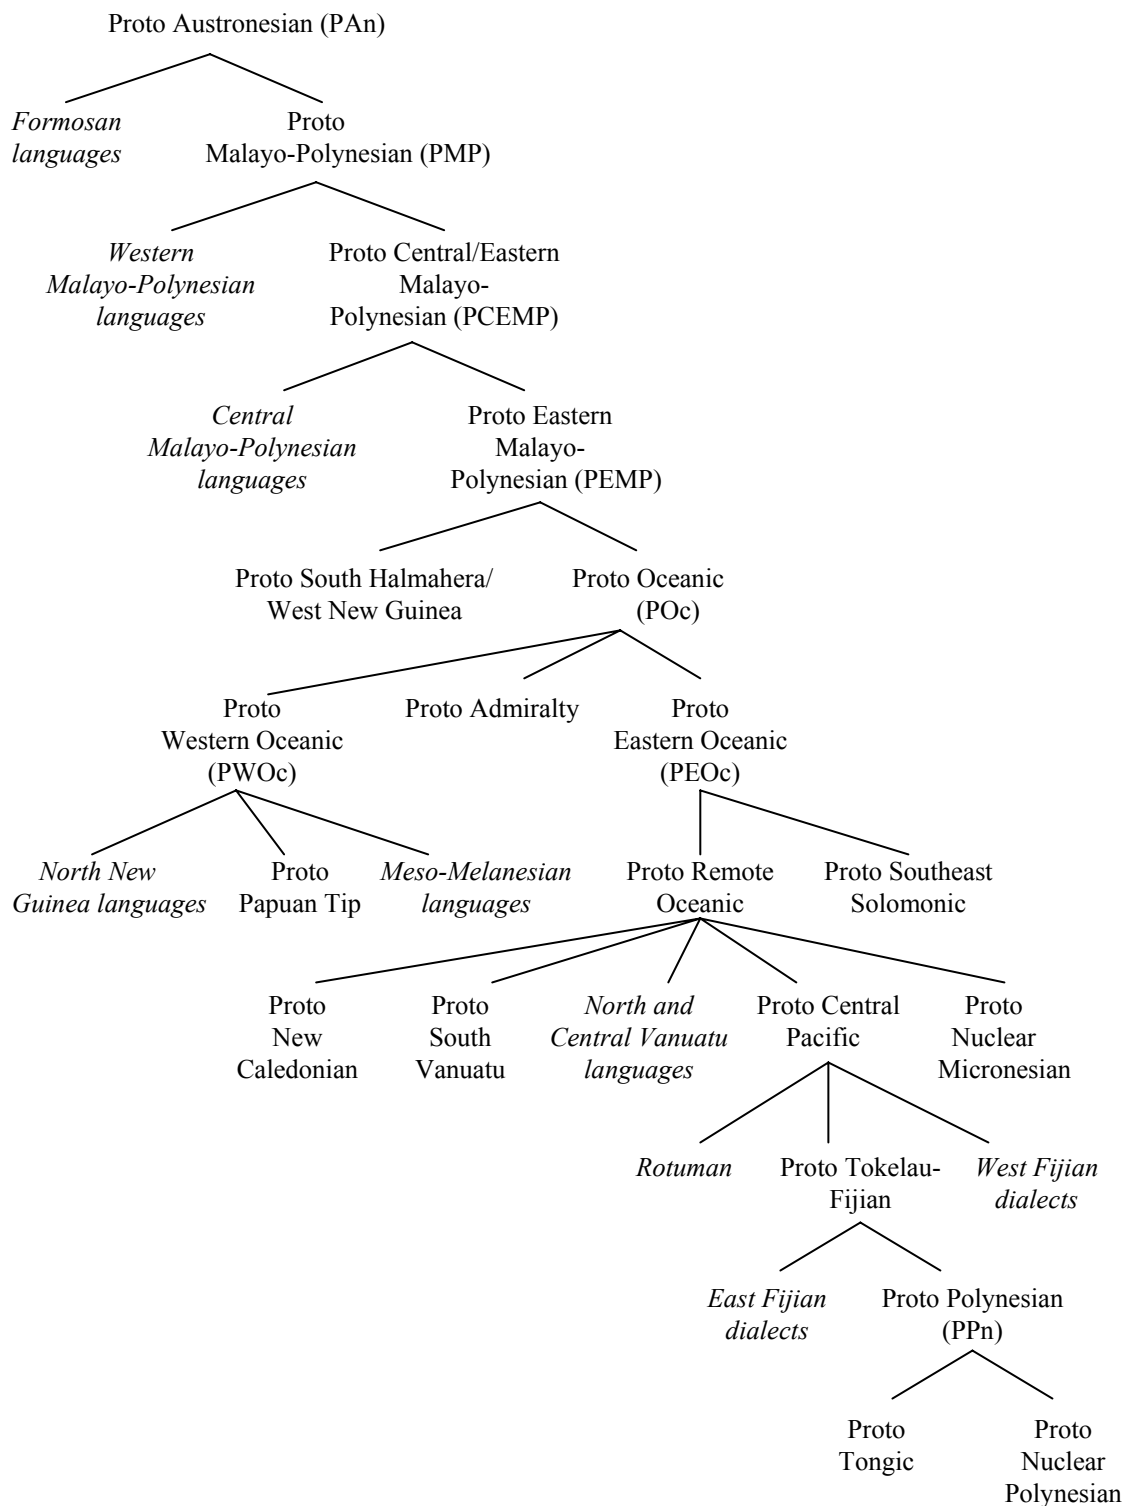 Proto Austronesian (PAn)
Formosan
languages
Proto
Malayo-Polynesian (PMP)
Western
Malayo-Polynesian
languages
Proto Central/Eastern
Malayo-
Polynesian (PCEMP)
Central
Malayo-Polynesian
languages
Proto Eastern
Malayo-
Polynesian (PEMP)
Proto South Halmahera/
West New Guinea
Proto Oceanic
(POc)
Proto
Western Oceanic
(PWOc)
Proto Admiralty
Proto
Eastern Oceanic
(PEOc)
North New
Guinea languages
Proto
Papuan Tip
Meso-Melanesian
languages
Proto Remote
Oceanic
Proto Southeast
Solomonic
Proto
New
Caledonian
Proto
South
Vanuatu
North and
Central Vanuatu
languages
Proto Central
Pacific
Proto
Nuclear
Micronesian
Rotuman
Proto Tokelau-
Fijian
West Fijian
dialects
East Fijian
dialects
Proto Polynesian
(PPn)
Proto
Tongic
Proto
Nuclear
Polynesian